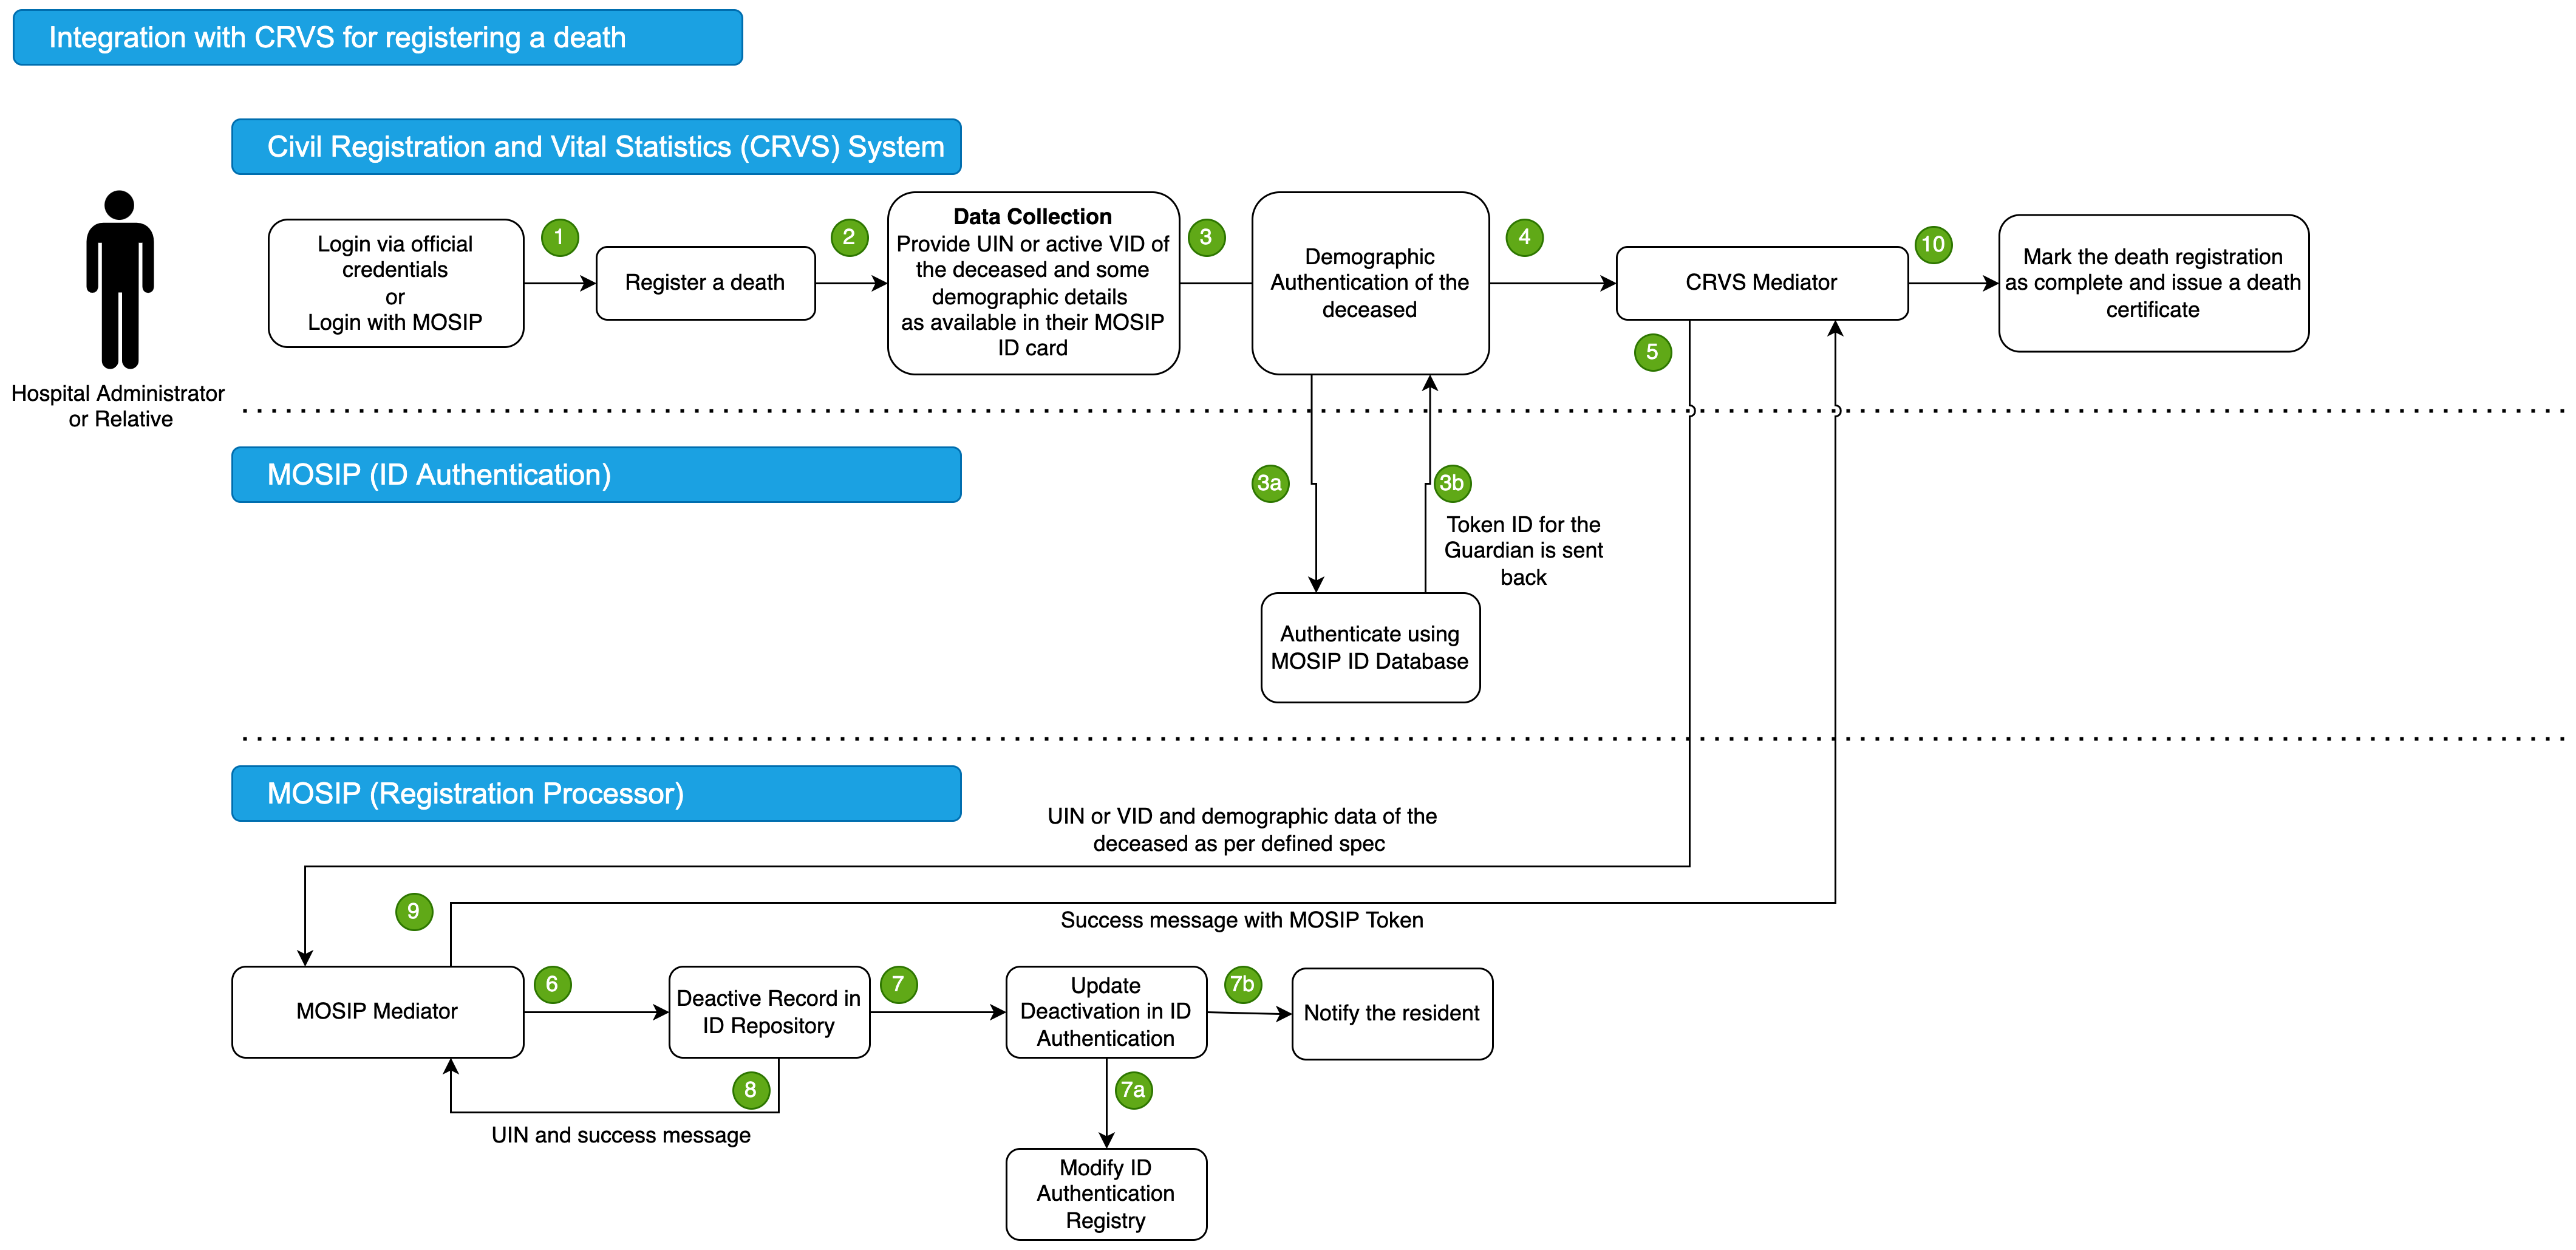 Integration with CRVS for registering a death
Civil Registration and Vital Statistics (CRVS) System
Hospital Administrator
or Relative
Login via official
credentials
or
Login with MOSIP
1
Register a death
2
Data Collection
Provide UIN or active VID of
the deceased and some
demographic details
as available in their MOSIP
ID card
3
Demographic
Authentication of the
deceased
4
CRVS Mediator
10
Mark the death registration
as complete and issue a death
certificate
5
MOSIP (ID Authentication)
3a
3b
Token ID for the
Guardian is sent
back
Authenticate using
MOSIP ID Database
MOSIP (Registration Processor)
UIN or VID and demographic data of the
deceased as per defined spec
9
Success message with MOSIP Token
MOSIP Mediator
6
Deactive Record in
ID Repository
7
Update
Deactivation in ID
Authentication
7b
Notify the resident
8
UIN and success message
7a
Modify ID
Authentication
Registry